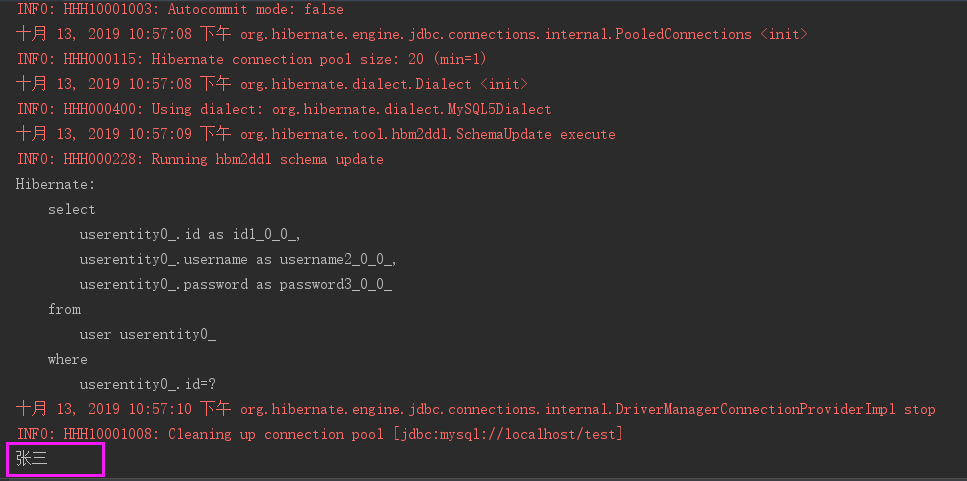 INFO: HHH10001003: Autocommit mode: false
十月 13, 2019 10:57:08 下午 org.hibernate.engine.jdbc.connections.internal.PooledConnections <init>
INFO: HHH000115: Hibernate connection pool size: 20 (min=1)
十月 13, 2019 10:57:08 下午 org.hibernate.dialect.Dialect <init>
INFO: HHH000400: Using dialect: org.hibernate.dialect.MySQL5Dialect
十月 13, 2019 10:57:09 下午 org.hibernate.tool.hbm2ddl.SchemaUpdate execute
INFO: HHH000228: Running hbm2ddl schema update
Hibernate:
    select
        userentity0_.id as id1_0_0_,
        userentity0_.username as username2_0_0_,
        userentity0_.password as password3_0_0_
    from
        user userentity0_
    where
        userentity0_.id=?
十月 13, 2019 10:57:10 下午 org.hibernate.engine.jdbc.connections.internal.DriverManagerConnectionProviderImpl stop
INFO: HHH10001008: Cleaning up connection pool [jdbc:mysql://localhost/test]
张三